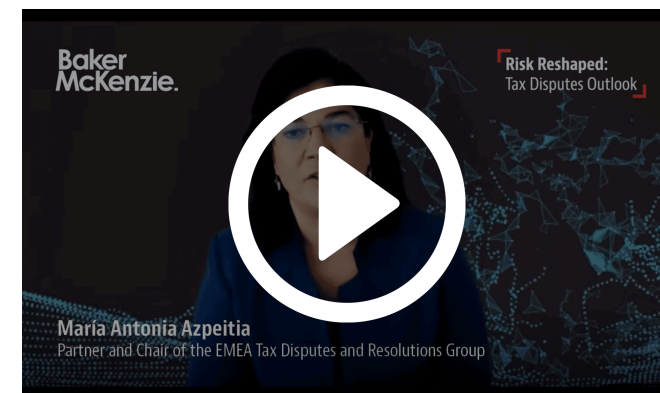 Baker
McKenzie.
Risk Reshaped:
Tax Disputes Outlook
María Antonia Azpeitia
Partner and Chair of the EMEA Tax Disputes and Resolutions Group